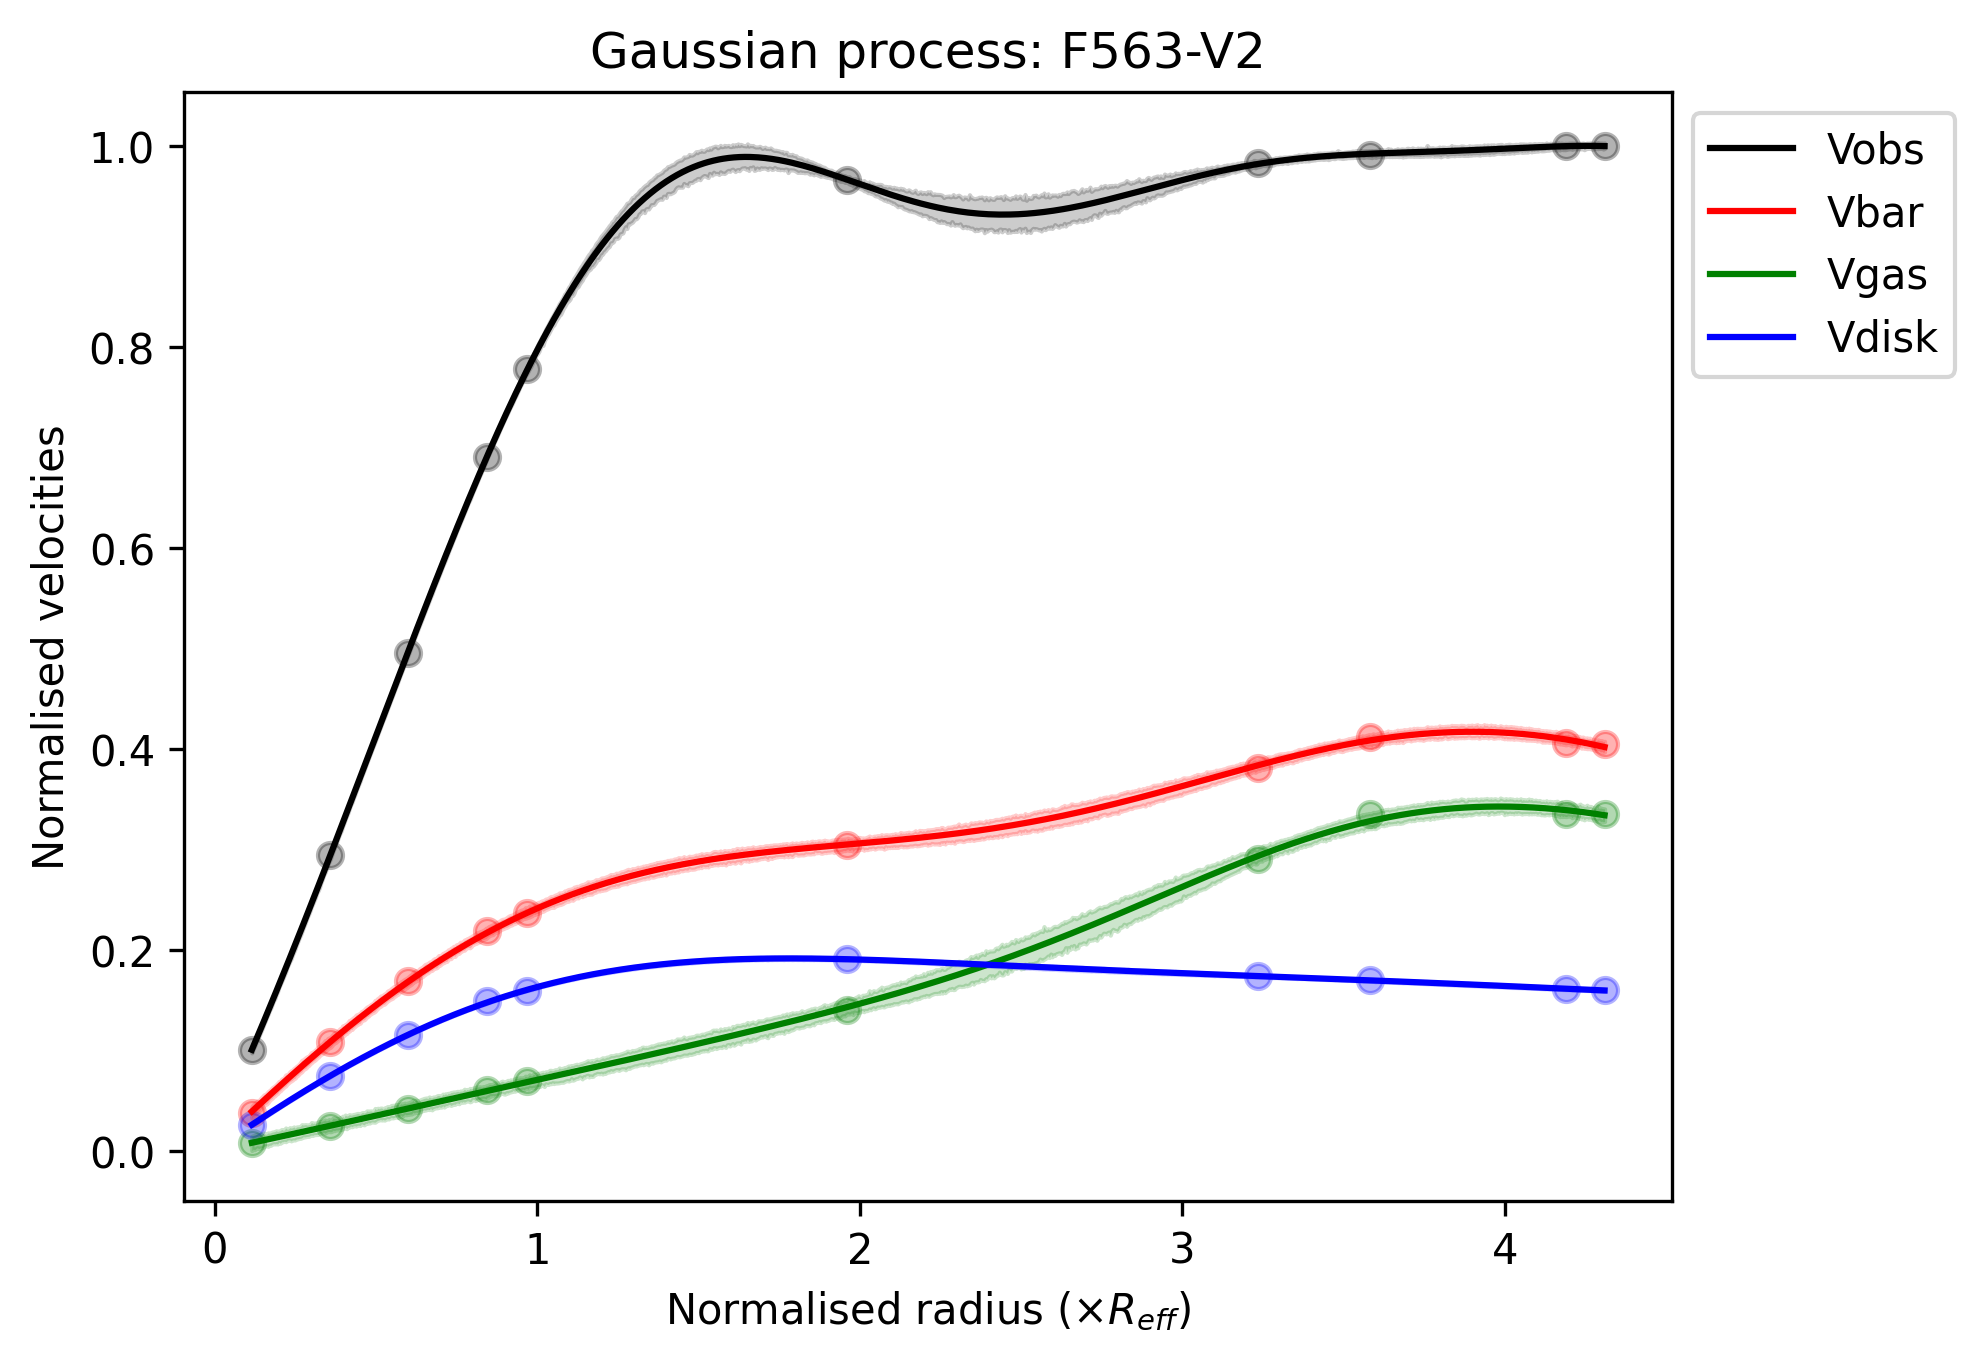 Gaussian process: F563-V2
Normalised velocities
1.0
0.8
0.6
0.4
0.2
0.0
0 1 2 3 4
Normalised radius (×R_eff)
Vobs
Vbar
Vgas
Vdisk